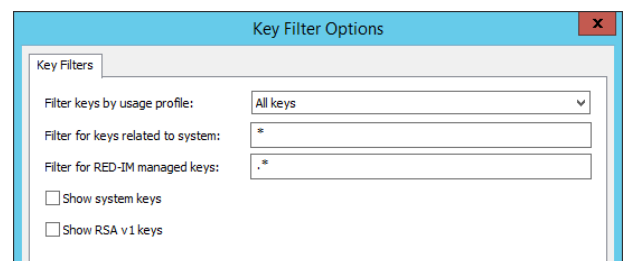 Key Filter Options
x
Key Filters
Filter keys by usage profile: All keys
Filter for keys related to system: *
Filter for RED-IM managed keys: .*
Show system keys
Show RSA v1 keys